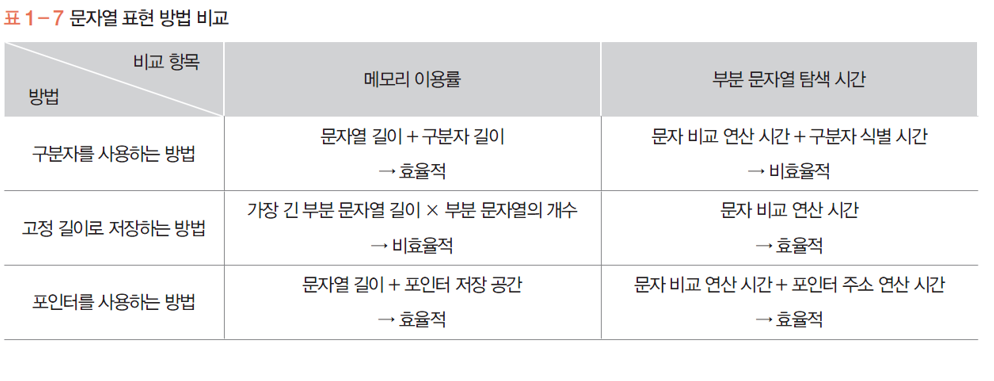 표 1-7 문자열 표현 방법 비교
비교 항목
방법
메모리 이용률
부분 문자열 탐색 시간
구분자를 사용하는 방법
문자열 길이 + 구분자 길이
→ 효율적
문자 비교 연산 시간 + 구분자 식별 시간
→ 비효율적
고정 길이로 저장하는 방법
가장 긴 부분 문자열 길이 × 부분 문자열의 개수
→ 비효율적
문자 비교 연산 시간
→ 효율적
포인터를 사용하는 방법
문자열 길이 + 포인터 저장 공간
→ 효율적
문자 비교 연산 시간 + 포인터 주소 연산 시간
→ 효율적